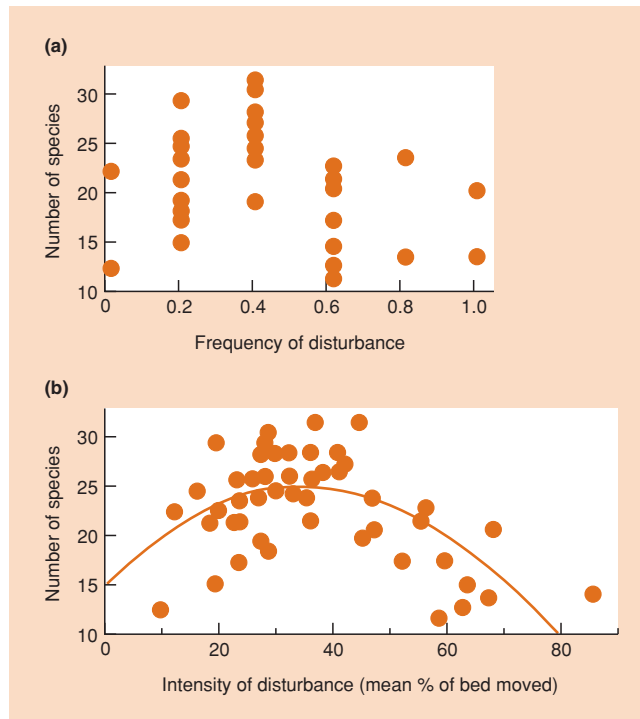 (a)
Number of species
30
25
20
15
10
0 0.2 0.4 0.6 0.8 1.0
Frequency of disturbance
(b)
Number of species
30
25
20
15
10
0 20 40 60 80
Intensity of disturbance (mean % of bed moved)